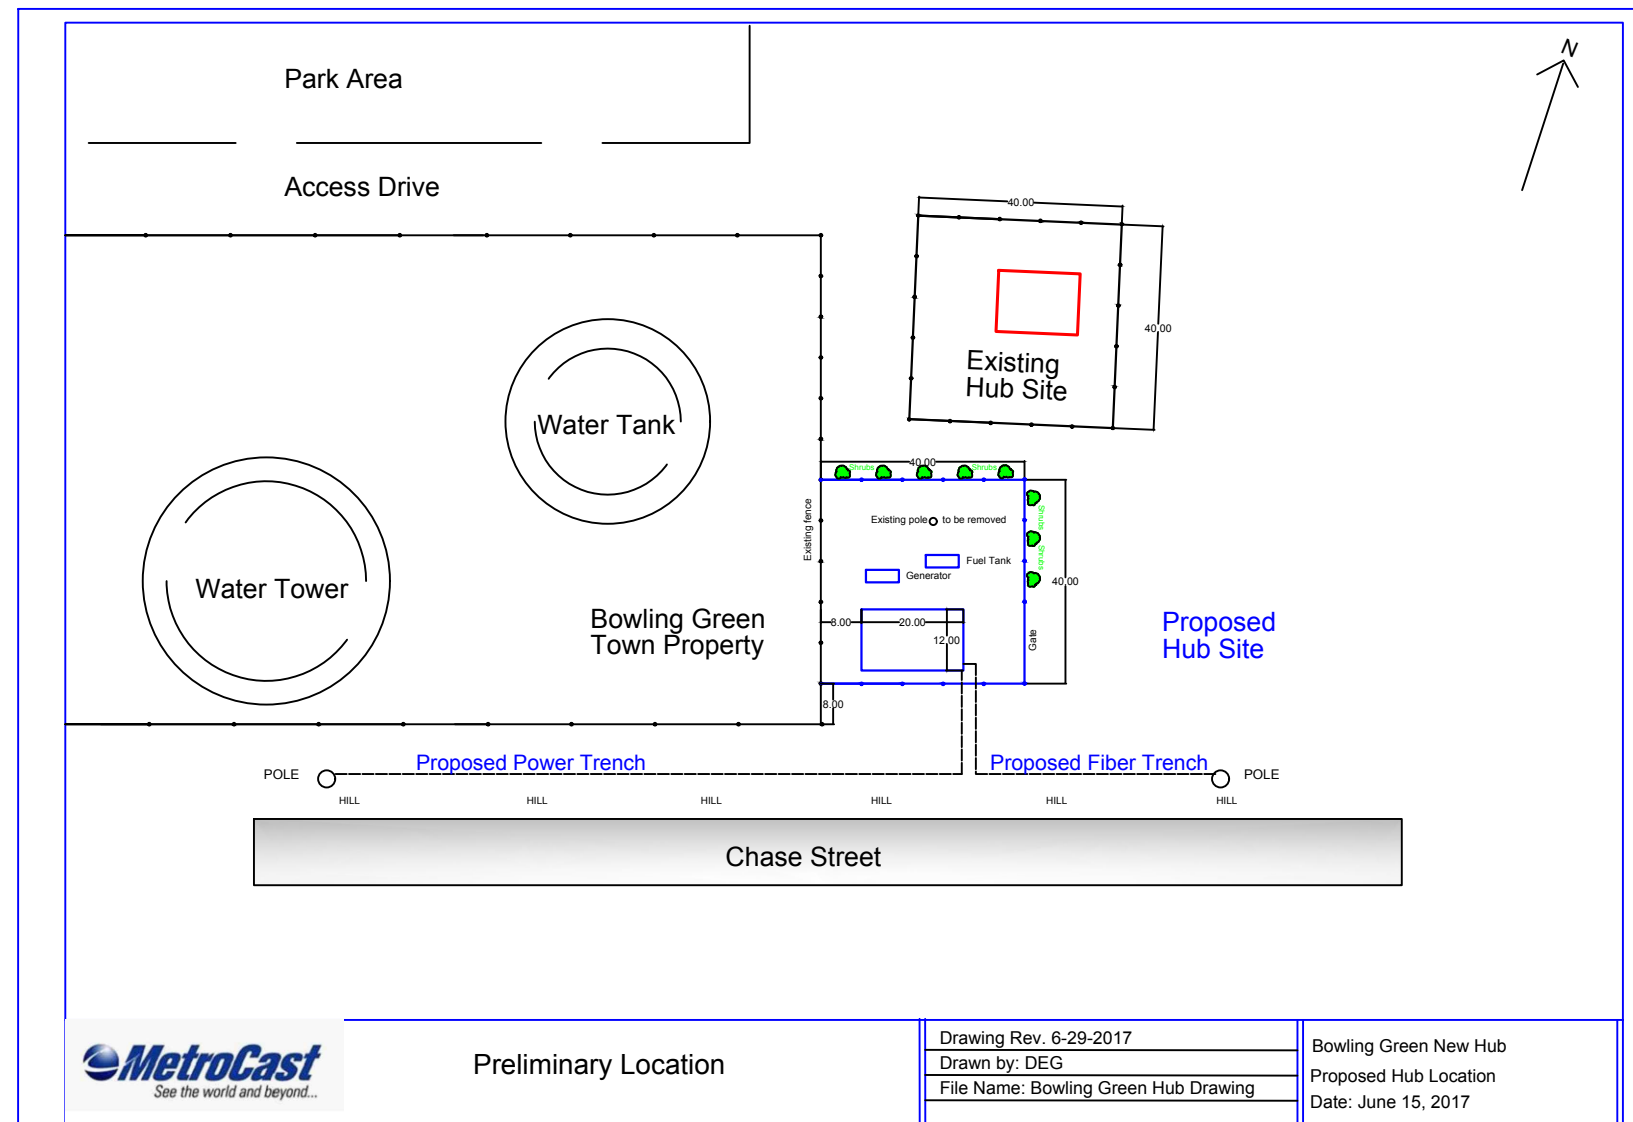 Park Area
N
Access Drive
40.00
40.00
Existing
Hub Site
Water Tank
Shrubs
40.00
Shrubs
Existing fence
Existing pole to be removed
Shrubs
Shrubs
Fuel Tank
Generator
40.00
Water Tower
Bowling Green
Town Property
8.00
20.00
12.00
Gate
Proposed
Hub Site
8.00
Proposed Power Trench
Proposed Fiber Trench
POLE
POLE
HILL
HILL
HILL
HILL
HILL
HILL
Chase Street
MetroCast
See the world and beyond...
Preliminary Location
Drawing Rev. 6-29-2017
Drawn by: DEG
File Name: Bowling Green Hub Drawing
Bowling Green New Hub
Proposed Hub Location
Date: June 15, 2017